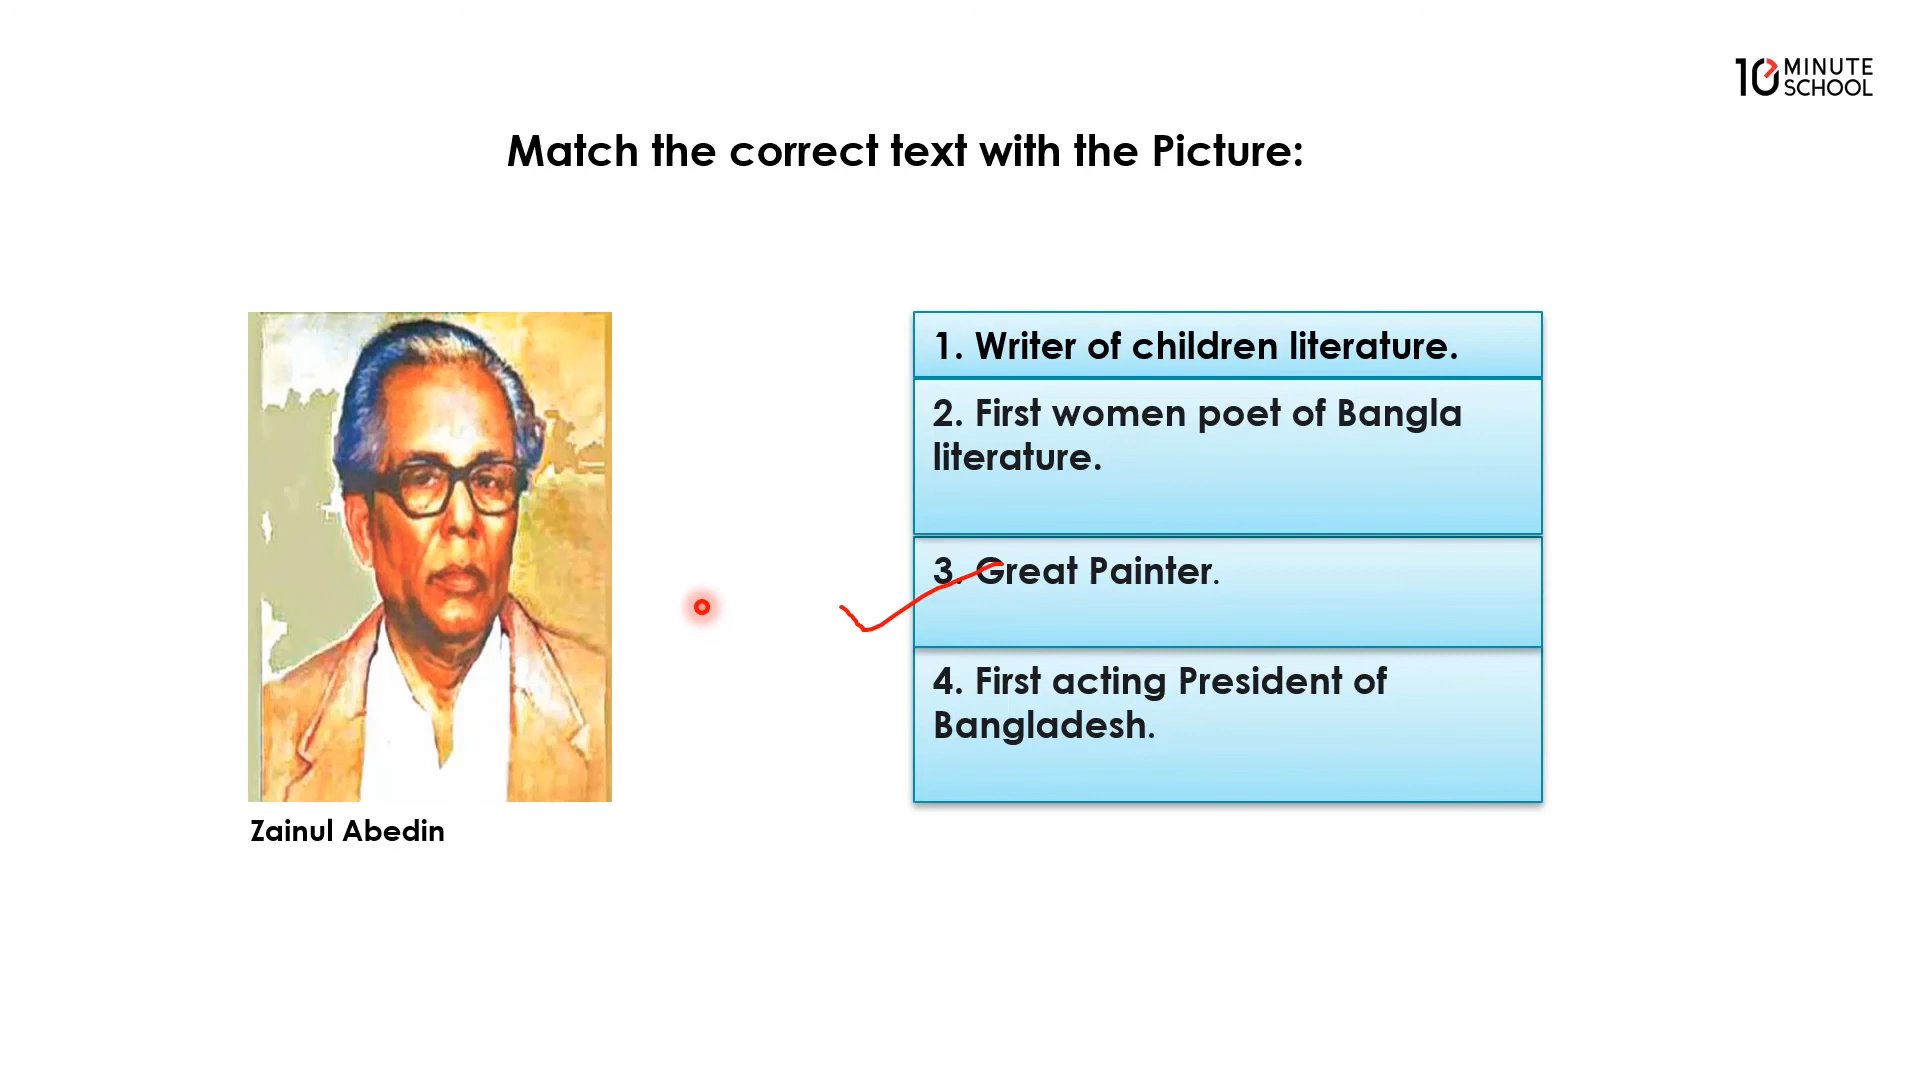 10 MINUTE
SCHOOL
Match the correct text with the Picture:
1. Writer of children literature.
2. First women poet of Bangla
literature.
3. Great Painter.
4. First acting President of
Bangladesh.
Zainul Abedin